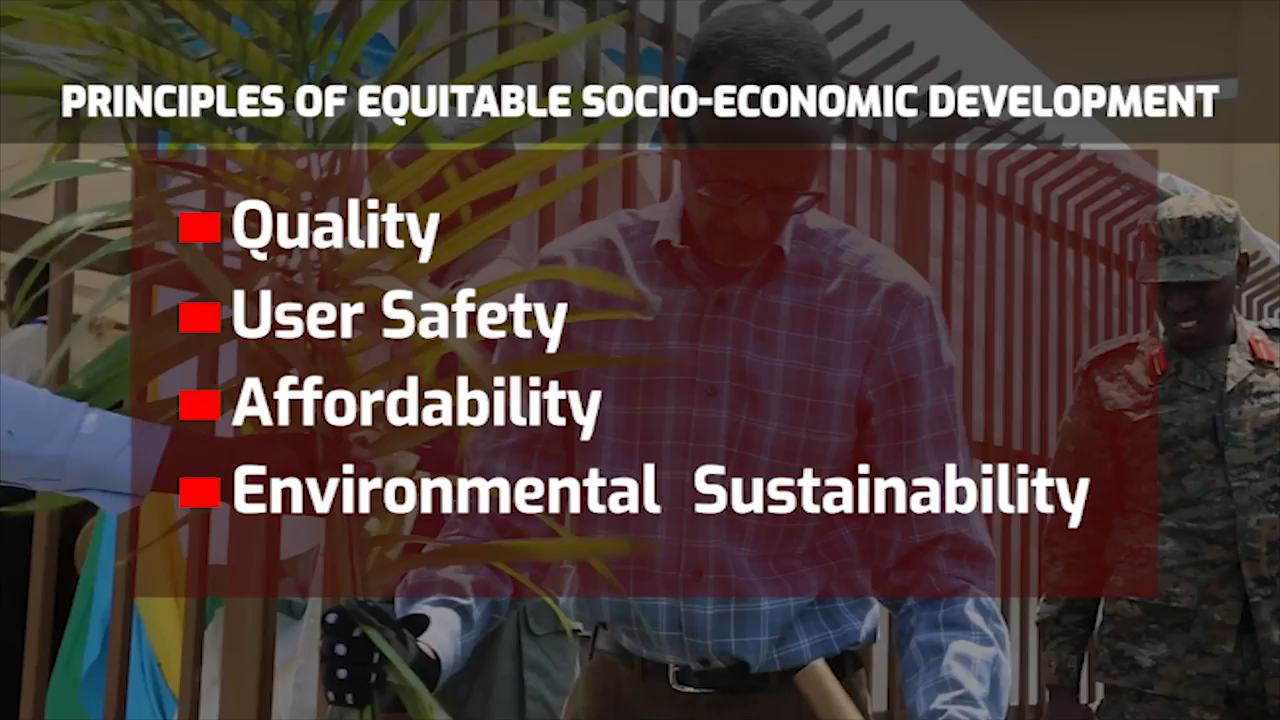 PRINCIPLES OF EQUITABLE SOCIO-ECONOMIC DEVELOPMENT
Quality
User Safety
Affordability
Environmental Sustainability